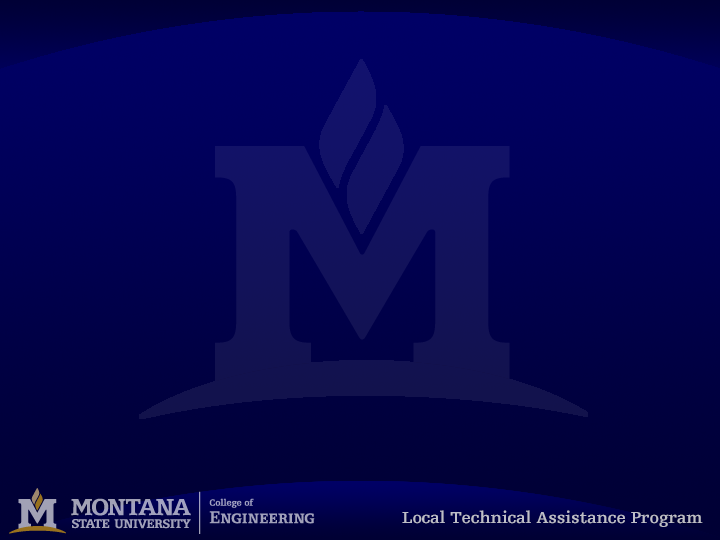 MONTANA
STATE UNIVERSITY
College of
ENGINEERING
Local Technical Assistance Program